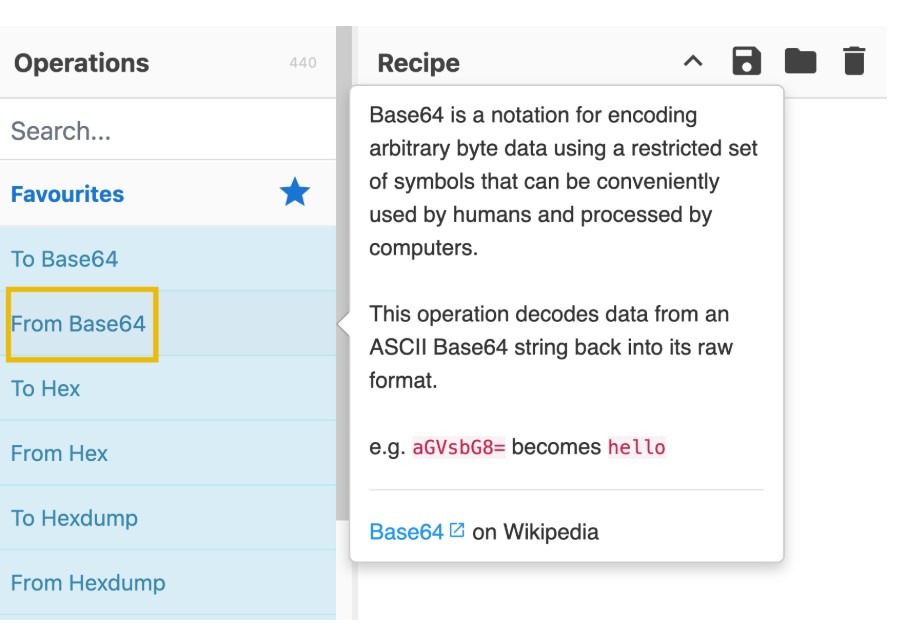 Operations
440
Search...
Favourites
To Base64
From Base64
To Hex
From Hex
To Hexdump
From Hexdump
Recipe
Base64 is a notation for encoding
arbitrary byte data using a restricted set
of symbols that can be conveniently
used by humans and processed by
computers.
This operation decodes data from an
ASCII Base64 string back into its raw
format.
e.g. aGVsbG8= becomes hello
Base64 on Wikipedia